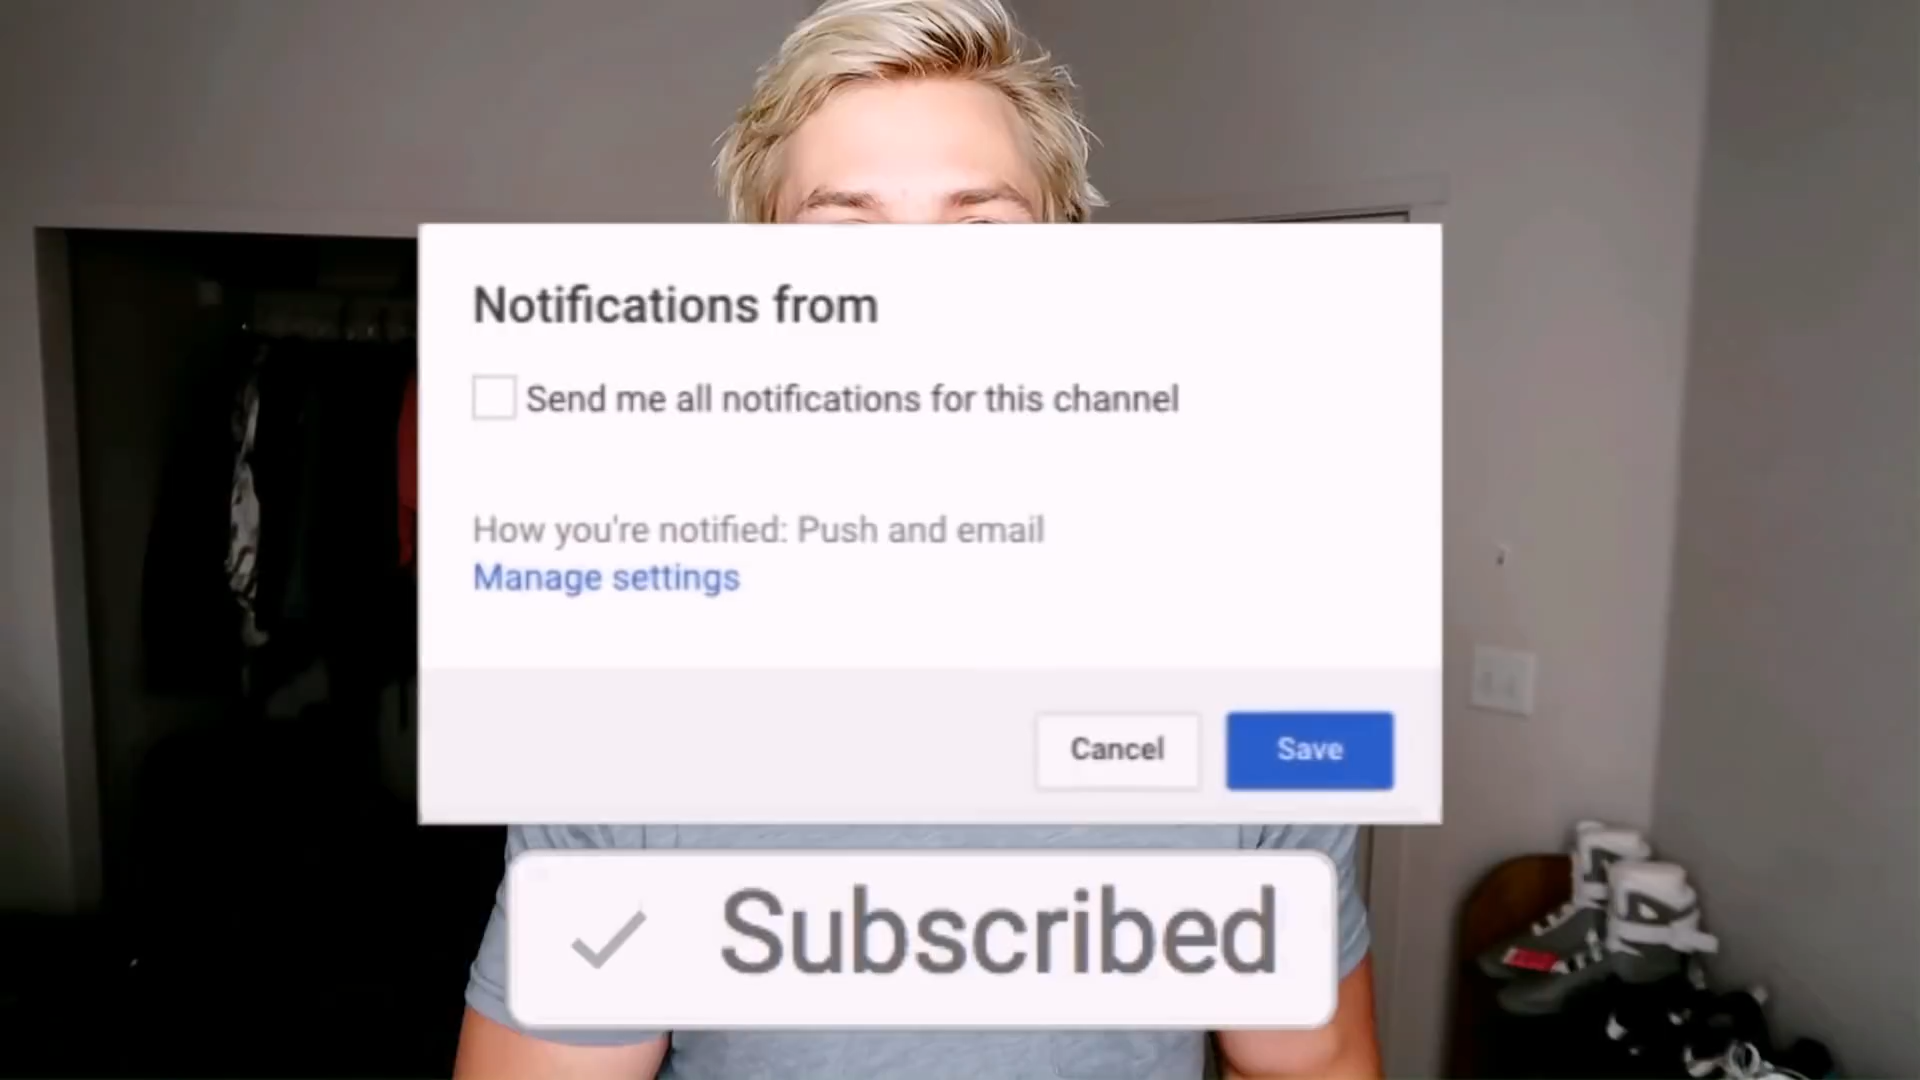 Notifications from
Send me all notifications for this channel
How you're notified: Push and email
Manage settings
Cancel
Save
Subscribed